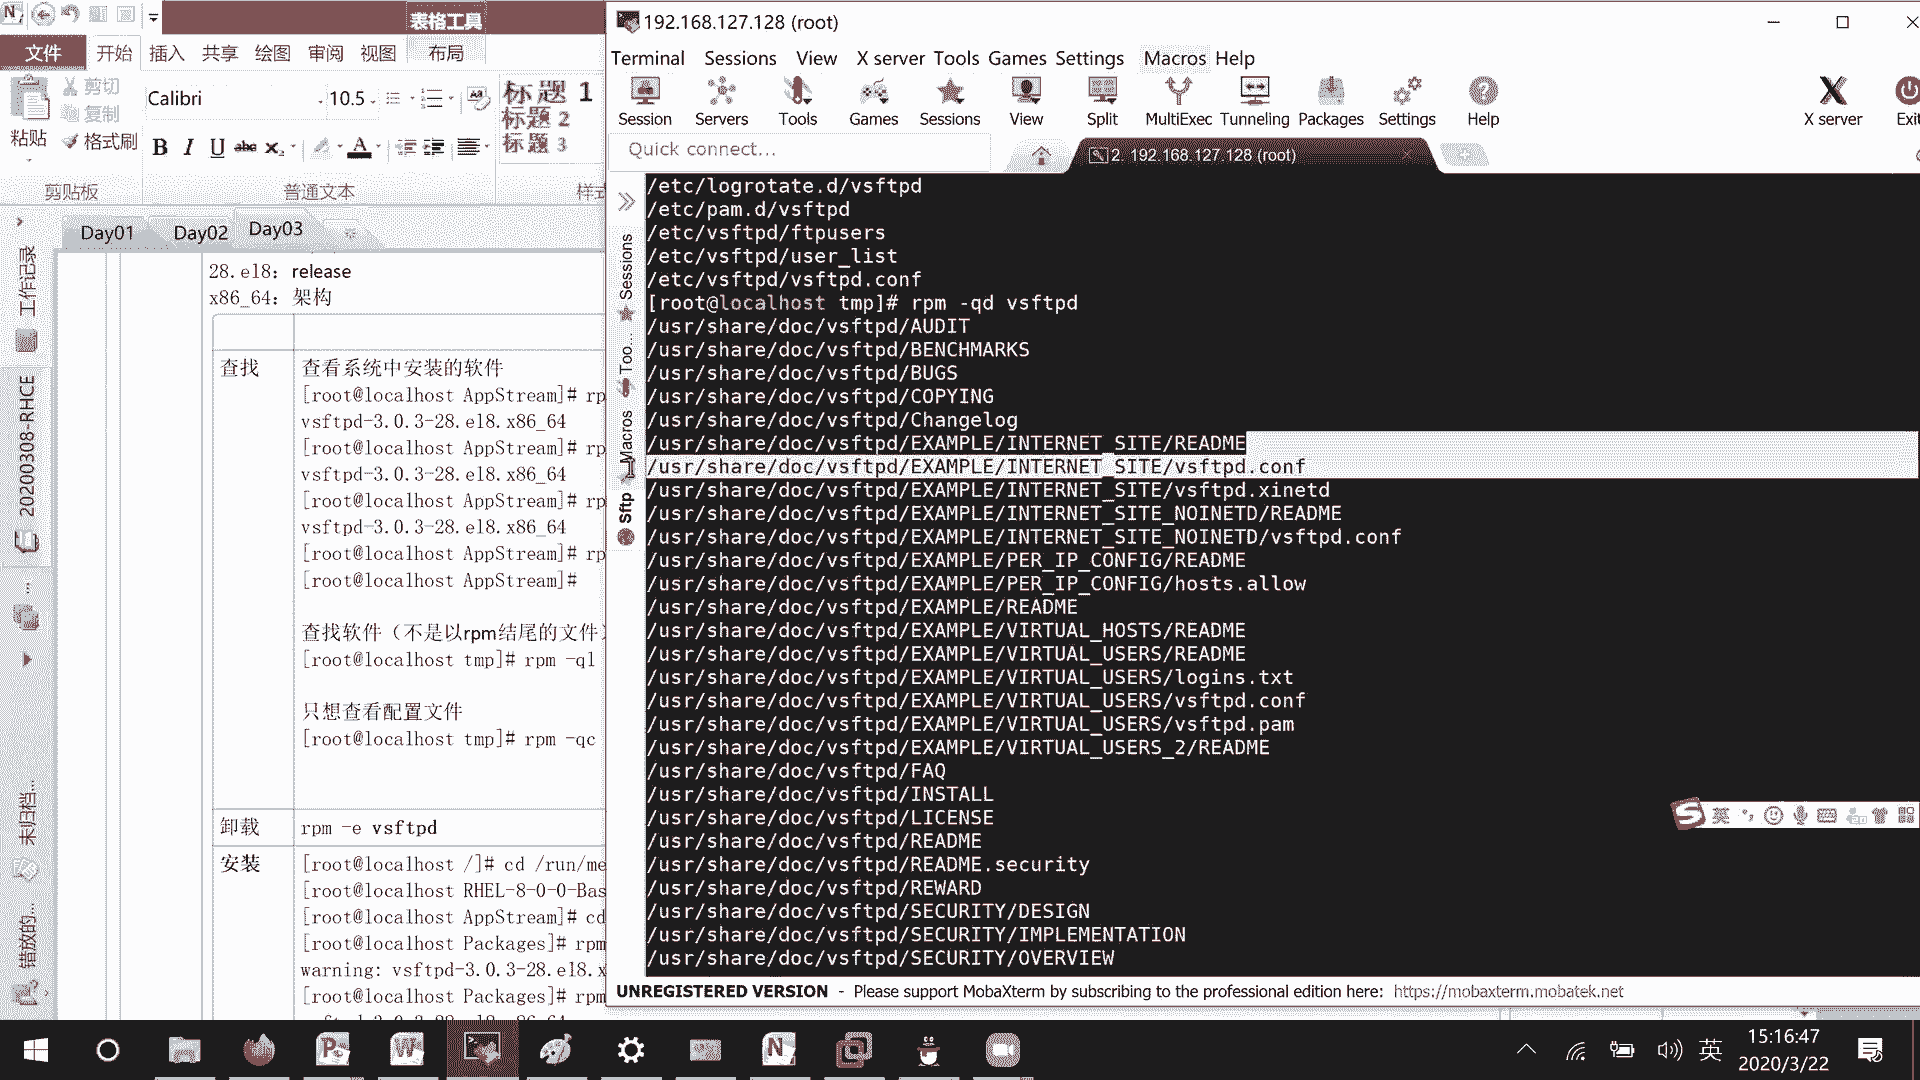 表格工具
文件 开始 插入 共享 绘图 审阅 视图 布局
剪切
复制
粘贴 格式刷
Calibri 10.5
B I U abc x₂ A
标题 1
标题 2
标题 3
剪贴板 普通文本 样式
Day01 Day02 Day03
工作记录
20200308-RHCE
未归档...
错放的...
28.el8：release
x86_64：架构
查找
查看系统中安装的软件
[root@localhost AppStream]# rp
vsftpd-3.0.3-28.el8.x86_64
[root@localhost AppStream]# rp
vsftpd-3.0.3-28.el8.x86_64
[root@localhost AppStream]# rp
vsftpd-3.0.3-28.el8.x86_64
[root@localhost AppStream]# rp
[root@localhost AppStream]#
查找软件（不是以rpm结尾的文件）
[root@localhost tmp]# rpm -ql
只想查看配置文件
[root@localhost tmp]# rpm -qc
卸载 rpm -e vsftpd
安装 [root@localhost /]# cd /run/me
[root@localhost RHEL-8-0-0-Bas
[root@localhost AppStream]# cd
[root@localhost Packages]# rpm
warning: vsftpd-3.0.3-28.el8.x
[root@localhost Packages]# rpm
192.168.127.128 (root)
Terminal Sessions View X server Tools Games Settings Macros Help
Session Servers Tools Games Sessions View Split MultiExec Tunneling Packages Settings Help X server Exit
Quick connect...
2. 192.168.127.128 (root)
Sessions
Too...
Macros
Sftp
/etc/logrotate.d/vsftpd
/etc/pam.d/vsftpd
/etc/vsftpd/ftpusers
/etc/vsftpd/user_list
/etc/vsftpd/vsftpd.conf
[root@localhost tmp]# rpm -qd vsftpd
/usr/share/doc/vsftpd/AUDIT
/usr/share/doc/vsftpd/BENCHMARKS
/usr/share/doc/vsftpd/BUGS
/usr/share/doc/vsftpd/COPYING
/usr/share/doc/vsftpd/Changelog
/usr/share/doc/vsftpd/EXAMPLE/INTERNET_SITE/README
/usr/share/doc/vsftpd/EXAMPLE/INTERNET_SITE/vsftpd.conf
/usr/share/doc/vsftpd/EXAMPLE/INTERNET_SITE/vsftpd.xinetd
/usr/share/doc/vsftpd/EXAMPLE/INTERNET_SITE_NOINETD/README
/usr/share/doc/vsftpd/EXAMPLE/INTERNET_SITE_NOINETD/vsftpd.conf
/usr/share/doc/vsftpd/EXAMPLE/PER_IP_CONFIG/README
/usr/share/doc/vsftpd/EXAMPLE/PER_IP_CONFIG/hosts.allow
/usr/share/doc/vsftpd/EXAMPLE/README
/usr/share/doc/vsftpd/EXAMPLE/VIRTUAL_HOSTS/README
/usr/share/doc/vsftpd/EXAMPLE/VIRTUAL_USERS/README
/usr/share/doc/vsftpd/EXAMPLE/VIRTUAL_USERS/logins.txt
/usr/share/doc/vsftpd/EXAMPLE/VIRTUAL_USERS/vsftpd.conf
/usr/share/doc/vsftpd/EXAMPLE/VIRTUAL_USERS/vsftpd.pam
/usr/share/doc/vsftpd/EXAMPLE/VIRTUAL_USERS_2/README
/usr/share/doc/vsftpd/FAQ
/usr/share/doc/vsftpd/INSTALL
/usr/share/doc/vsftpd/LICENSE
/usr/share/doc/vsftpd/README
/usr/share/doc/vsftpd/README.security
/usr/share/doc/vsftpd/REWARD
/usr/share/doc/vsftpd/SECURITY/DESIGN
/usr/share/doc/vsftpd/SECURITY/IMPLEMENTATION
/usr/share/doc/vsftpd/SECURITY/OVERVIEW
英
UNREGISTERED VERSION - Please support MobaXterm by subscribing to the professional edition here: https://mobaxterm.mobatek.net
英 15:16:47
2020/3/22